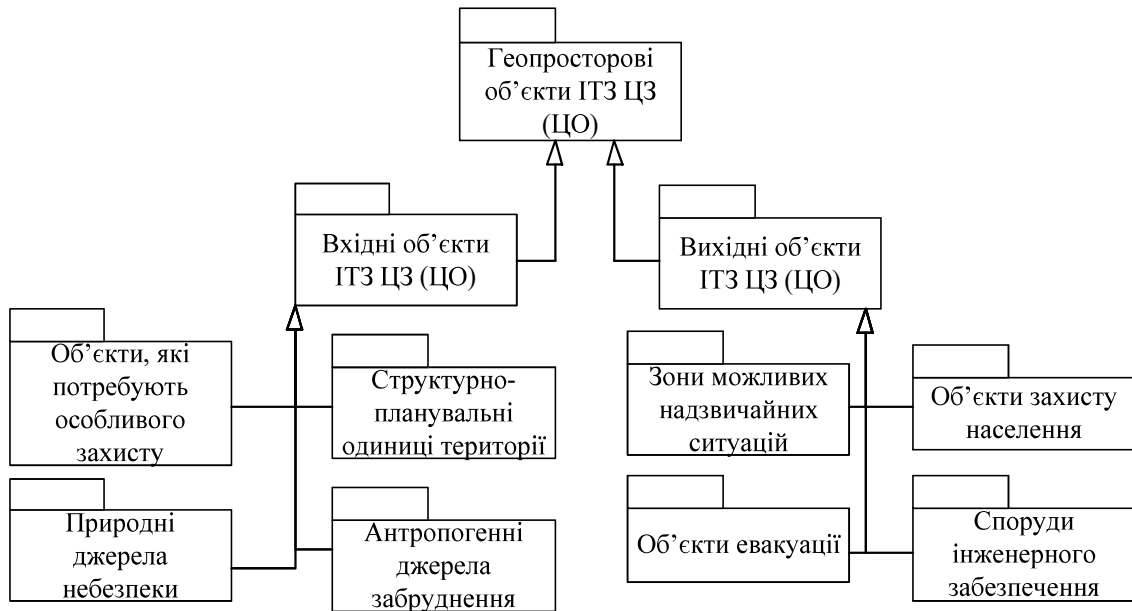 Геопросторові
об’єкти ІТЗ ЦЗ
(ЦО)
Вхідні об’єкти
ІТЗ ЦЗ (ЦО)
Вихідні об’єкти
ІТЗ ЦЗ (ЦО)
Об’єкти, які
потребують
особливого
захисту
Структурно-
планувальні
одиниці території
Зони можливих
надзвичайних
ситуацій
Об’єкти захисту
населення
Природні
джерела
небезпеки
Антропогенні
джерела
забруднення
Об’єкти евакуації
Споруди
інженерного
забезпечення